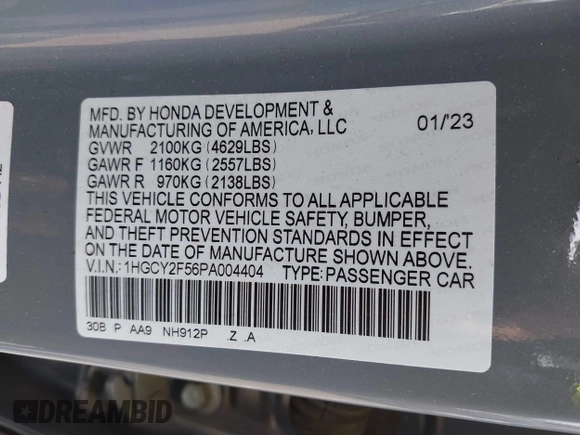 MFD. BY HONDA DEVELOPMENT &
MANUFACTURING OF AMERICA, LLC 01/'23
GVWR 2100KG (4629LBS)
GAWR F 1160KG (2557LBS)
GAWR R 970KG (2138LBS)
THIS VEHICLE CONFORMS TO ALL APPLICABLE
FEDERAL MOTOR VEHICLE SAFETY, BUMPER,
AND THEFT PREVENTION STANDARDS IN EFFECT
ON THE DATE OF MANUFACTURE SHOWN ABOVE.
V.I.N.: 1HGCY2F56PA004404 TYPE: PASSENGER CAR
30B P AA9 NH912P .Z .A
DREAMBID